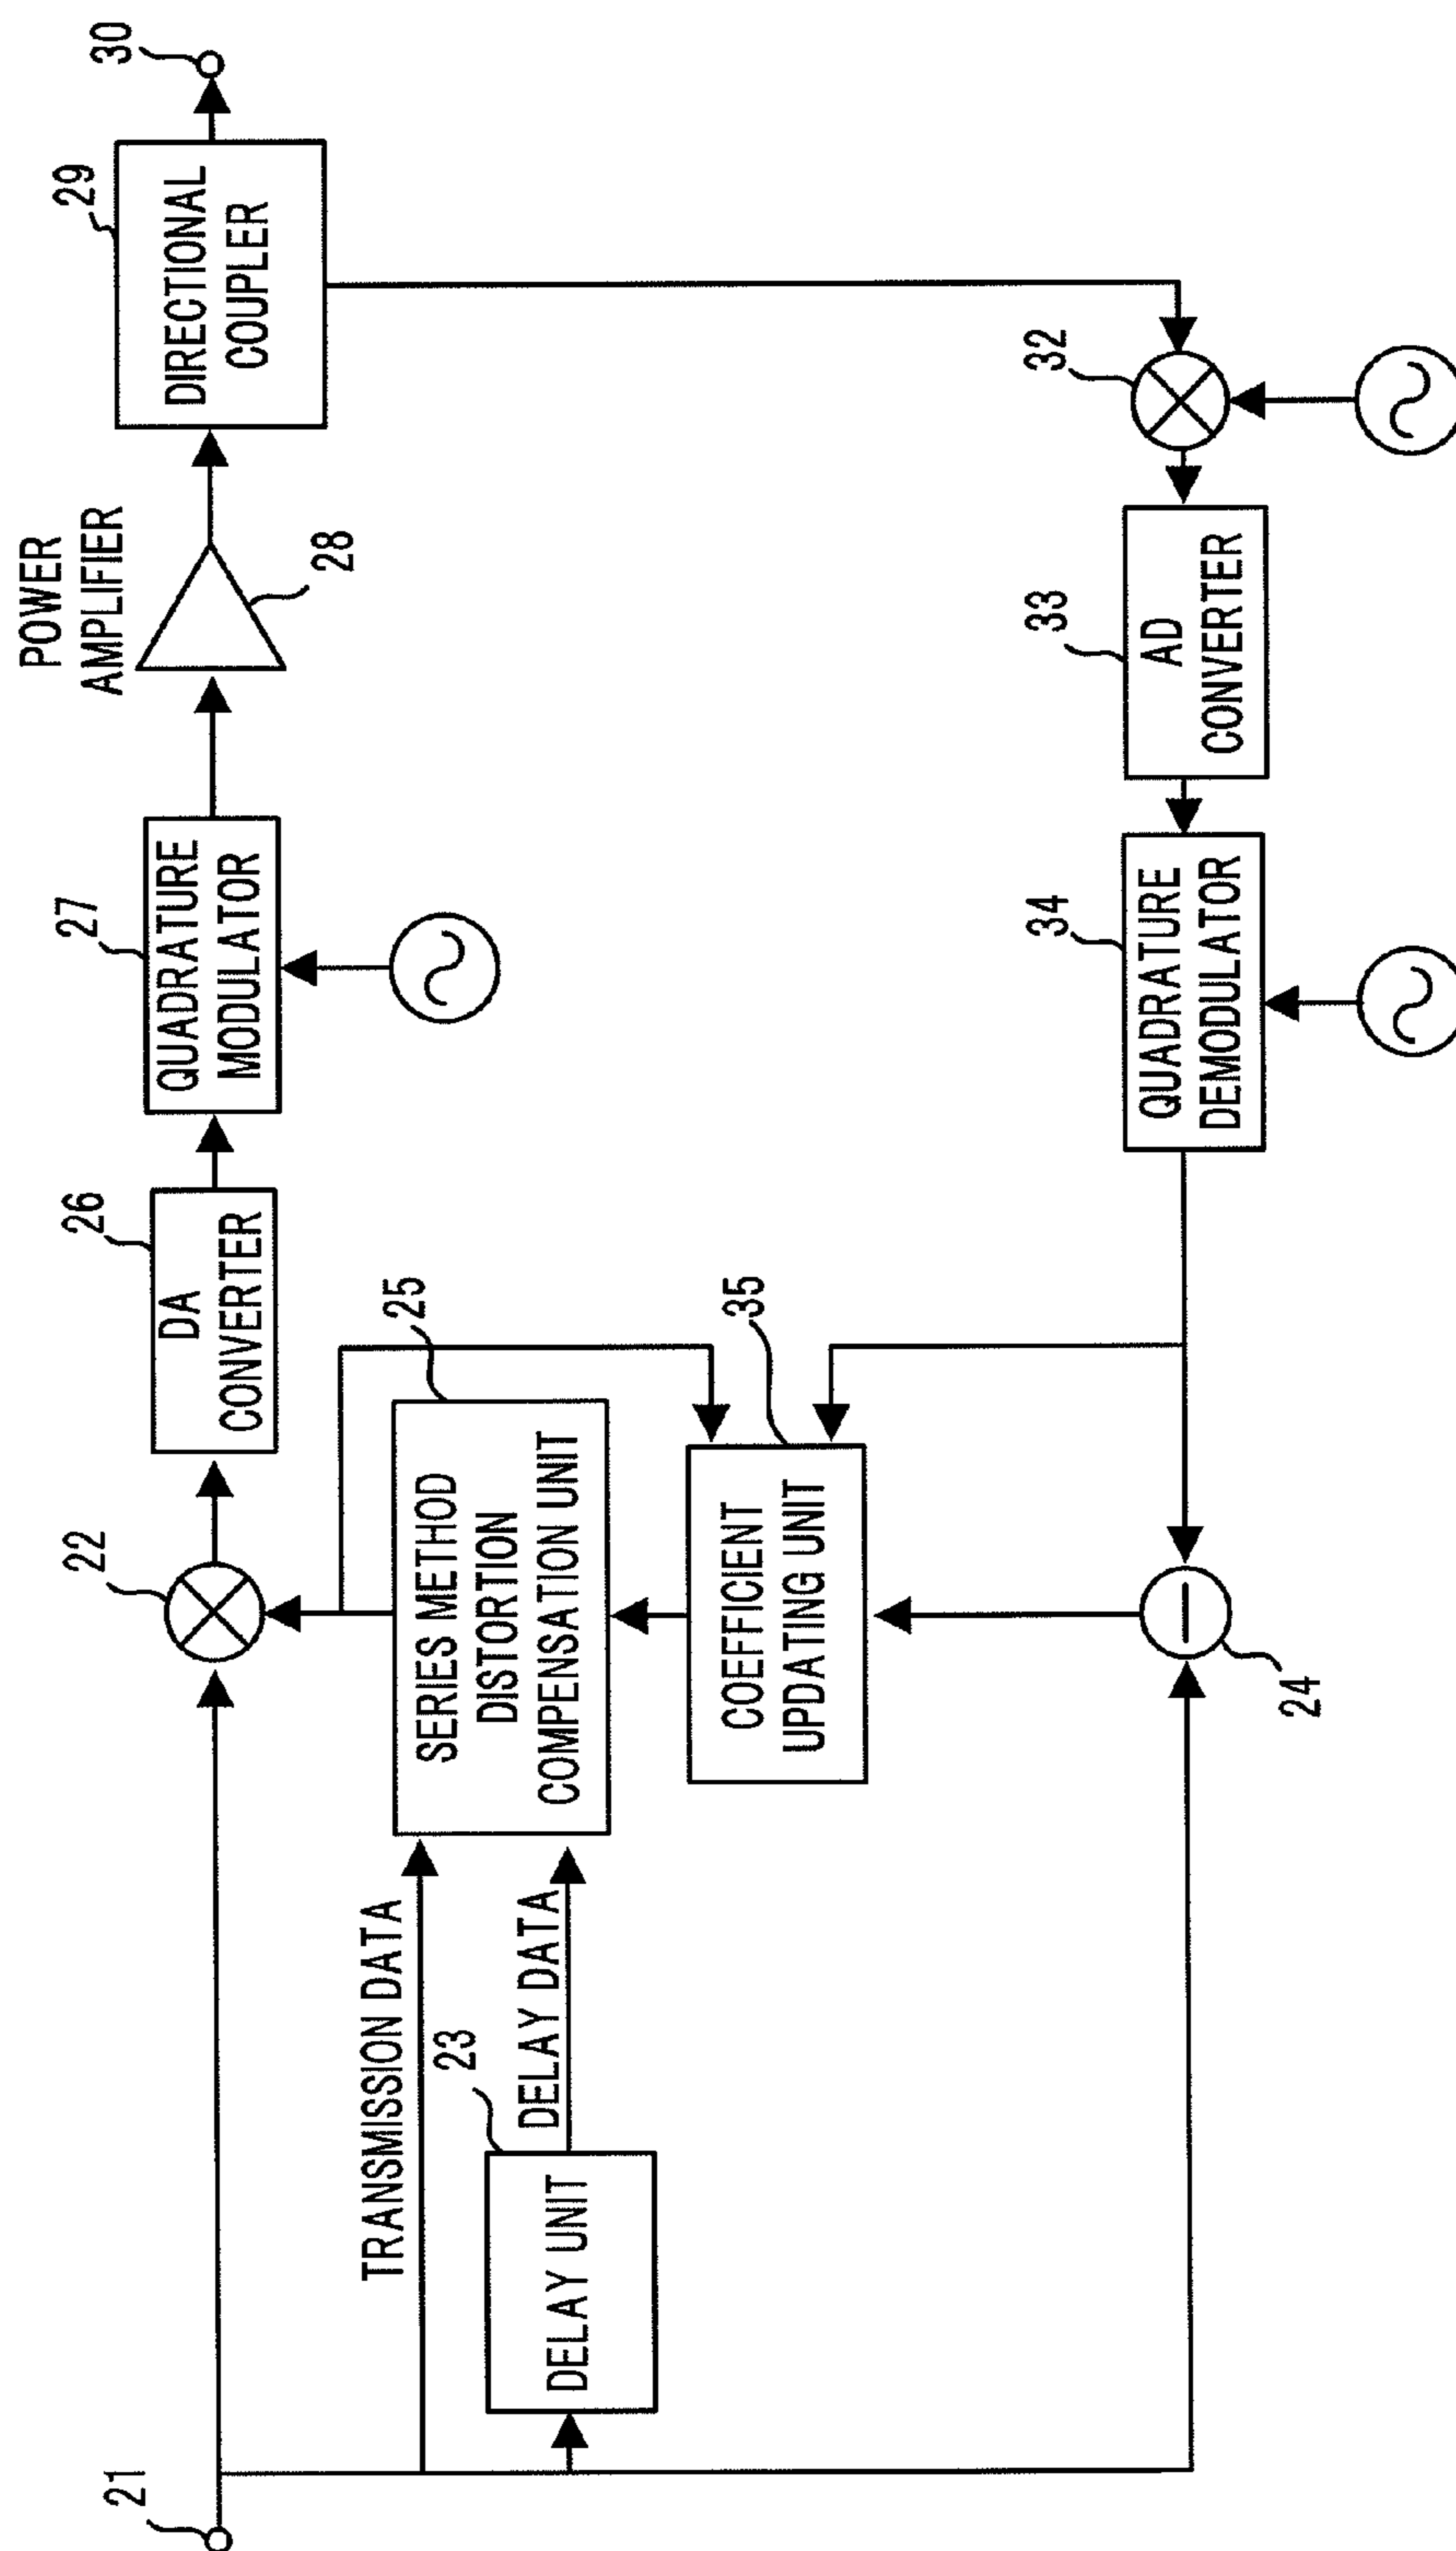 21
22
DA
CONVERTER
26
QUADRATURE
MODULATOR
27
POWER
AMPLIFIER
28
DIRECTIONAL
COUPLER
29
30
TRANSMISSION DATA
DELAY UNIT
23
DELAY DATA
SERIES METHOD
DISTORTION
COMPENSATION UNIT
25
COEFFICIENT
UPDATING UNIT
35
24
QUADRATURE
DEMODULATOR
34
AD
CONVERTER
33
32